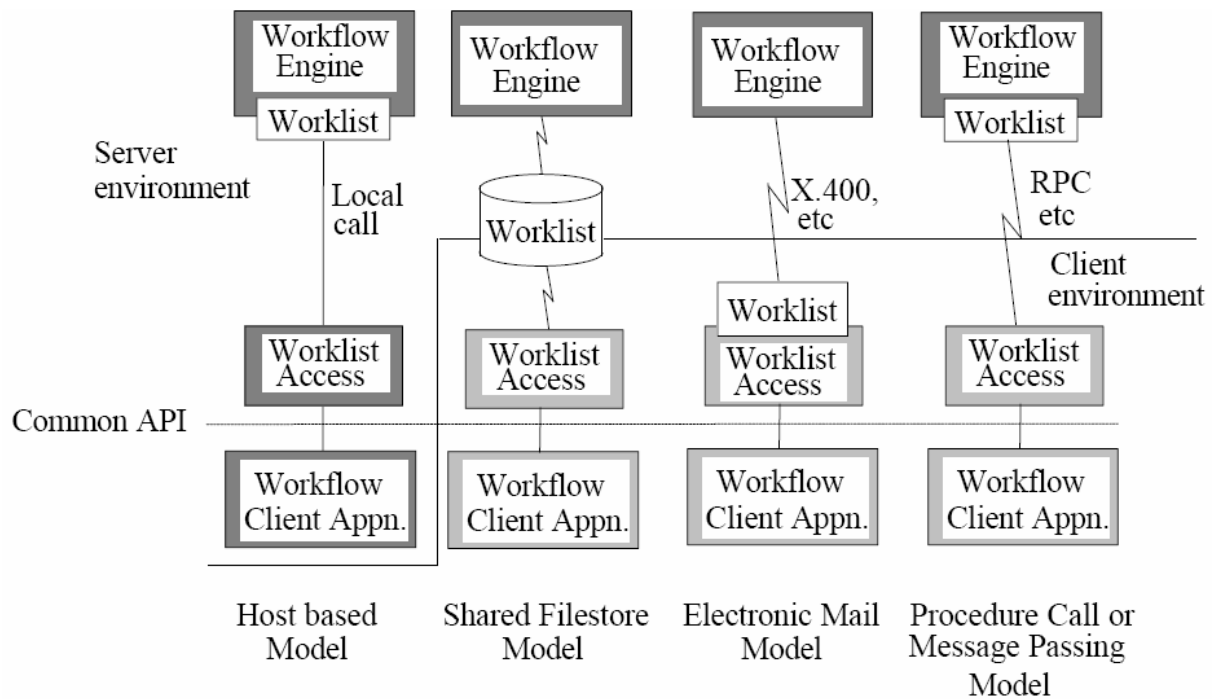 Workflow
Engine
Worklist
Workflow
Engine
Workflow
Engine
Workflow
Engine
Worklist
Server
environment
Local
call
Worklist
X.400,
etc
RPC
etc
Client
environment
Worklist
Worklist
Access
Worklist
Access
Worklist
Access
Worklist
Access
Common API
Workflow
Client Appn.
Workflow
Client Appn.
Workflow
Client Appn.
Workflow
Client Appn.
Host based
Model
Shared Filestore
Model
Electronic Mail
Model
Procedure Call or
Message Passing
Model